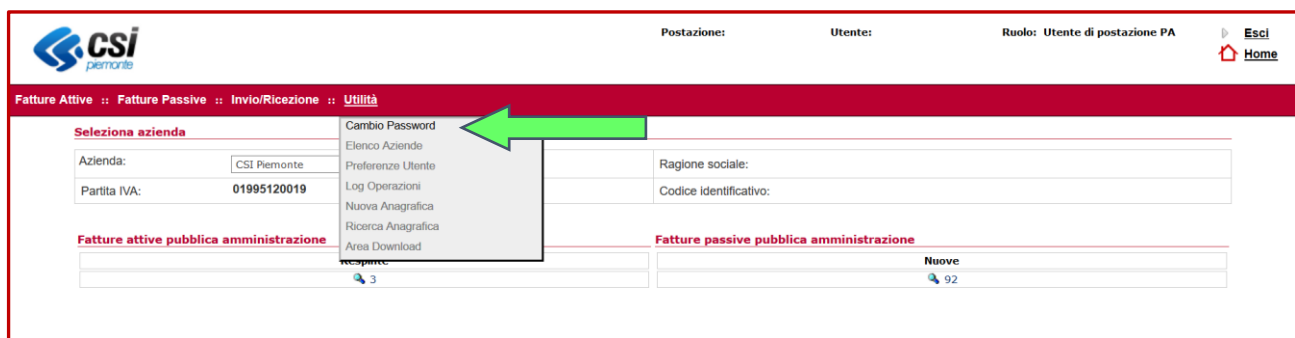 CSI piemonte
Postazione: Utente: Ruolo: Utente di postazione PA Esci
Home
Fatture Attive :: Fatture Passive :: Invio/Ricezione :: Utilità
Seleziona azienda
Cambio Password
Elenco Aziende
Preferenze Utente
Log Operazioni
Nuova Anagrafica
Ricerca Anagrafica
Area Download
Azienda: CSI Piemonte Ragione sociale:
Partita IVA: 01995120019 Codice identificativo:
Fatture attive pubblica amministrazione Fatture passive pubblica amministrazione
Respinte Nuove
3 92